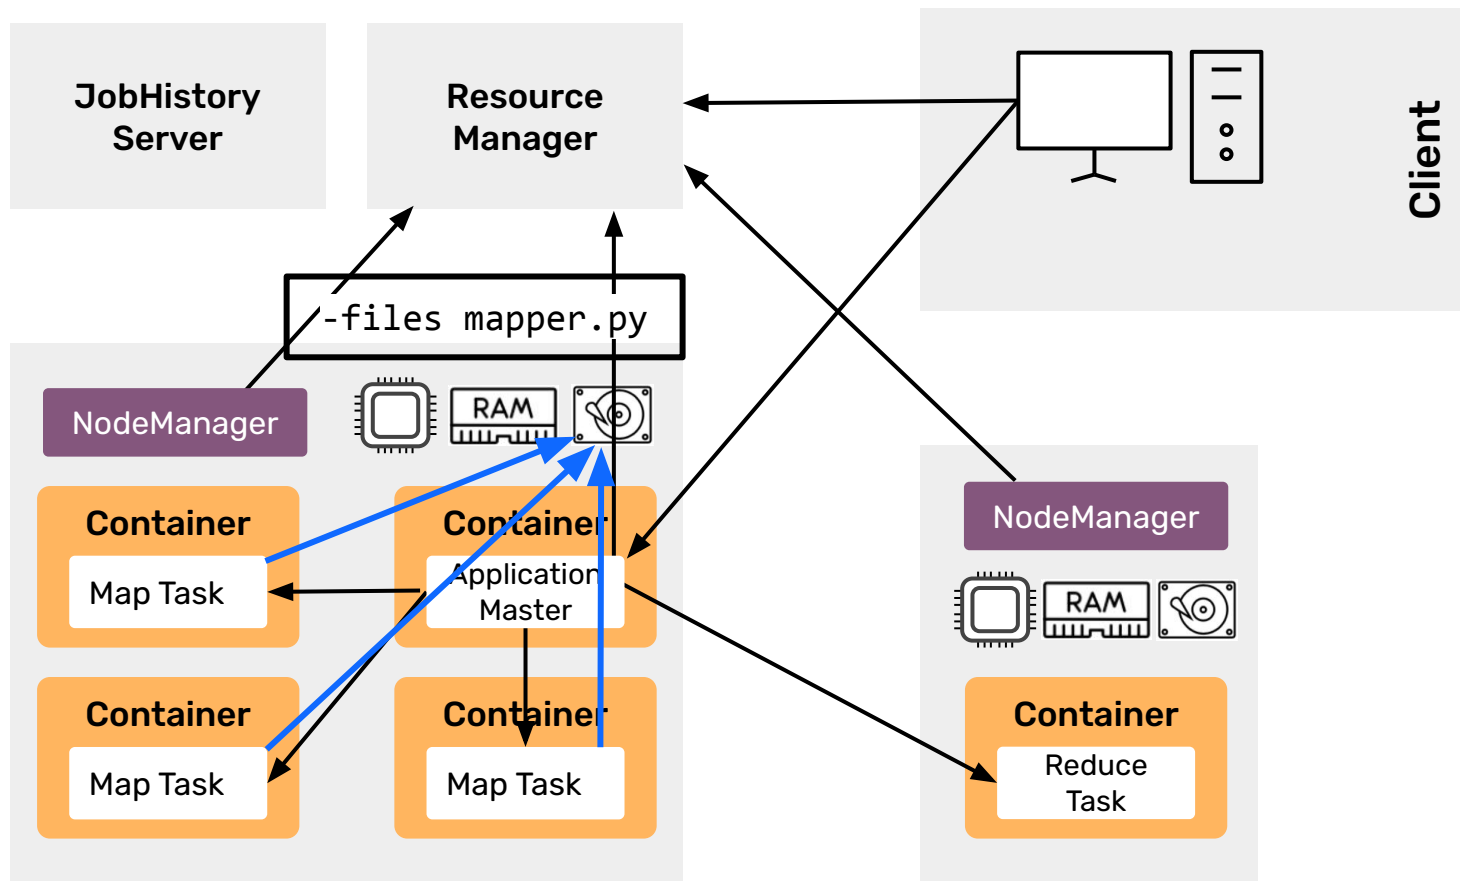 JobHistory
Server
Resource
Manager
Client
-files mapper.py
NodeManager
RAM
Container
Map Task
Container
Application
Master
Container
Map Task
Container
Map Task
NodeManager
RAM
Container
Reduce
Task